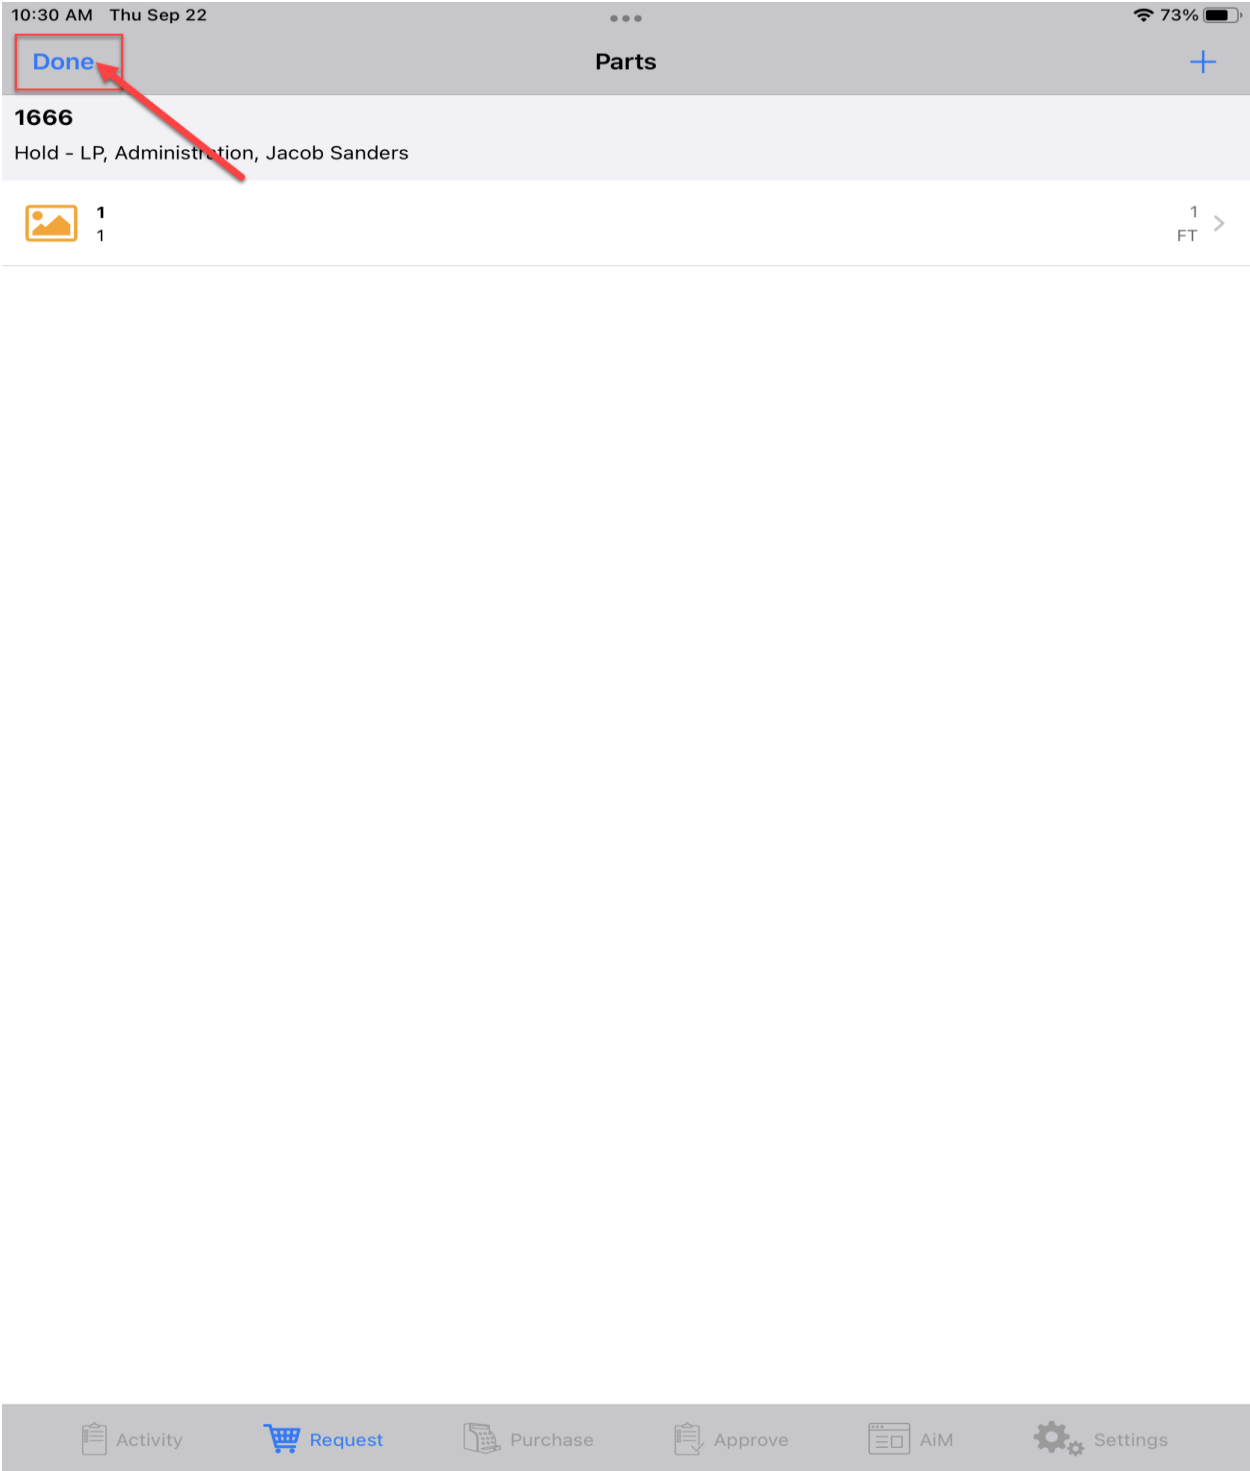 10:30 AM Thu Sep 22
73%
Done
Parts
1666
Hold - LP, Administration, Jacob Sanders
1
1
1
FT
Activity
Request
Purchase
Approve
AiM
Settings